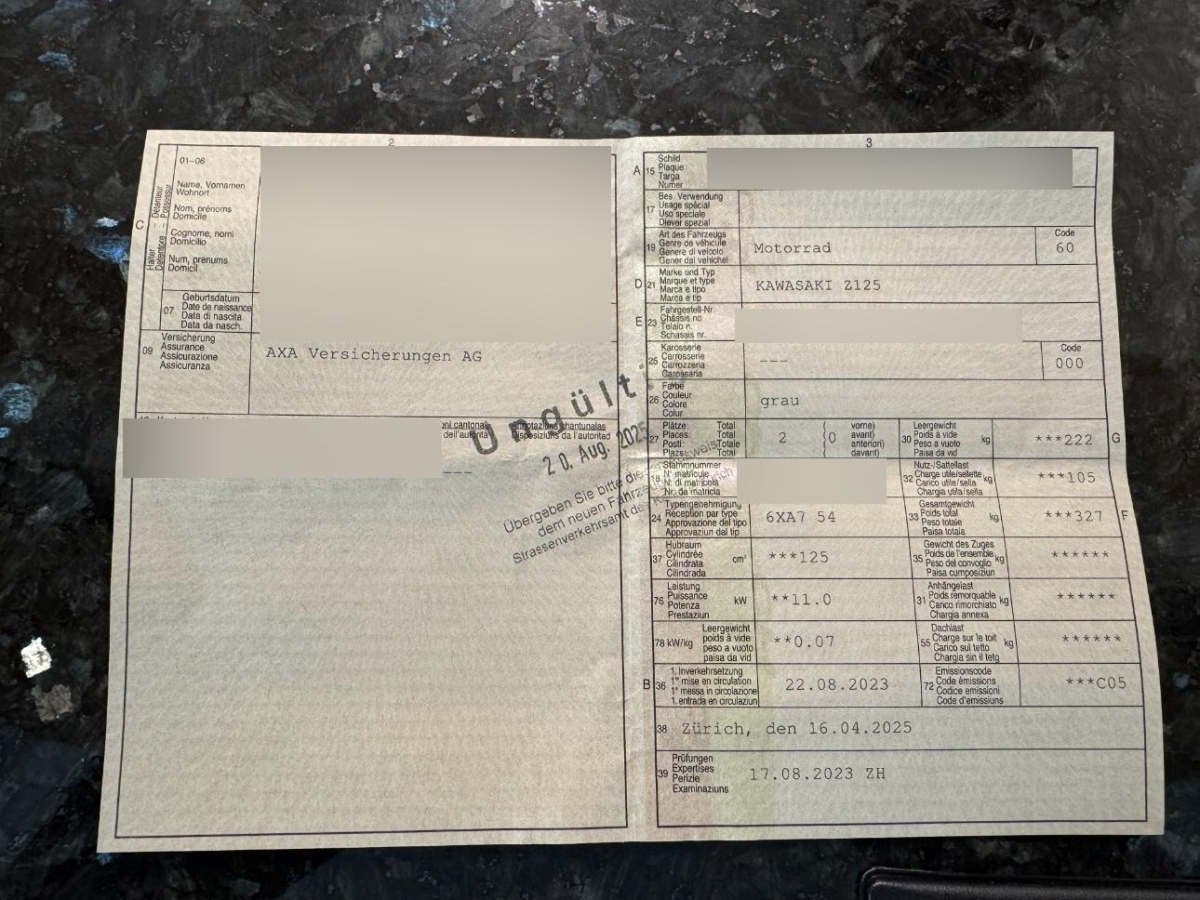 2
01-06
Halter – Détenteur
Detentore – Possessur
C
Name, Vornamen
Wohnort
Nom, prénoms
Domicile
Cognome, nomi
Domicilio
Num, prenums
Domicil
07
Geburtsdatum
Date de naissance
Data di nascita
Data da nasch.
09
Versicherung
Assurance
Assicurazione
Assicuranza
AXA Versicherungen AG
dell'autorità
Disposiziuns da l'autoritad
---
Ungülti
20. Aug. 2025
Übergeben Sie bitte die
dem neuen Fahrze
Strassenverkehrsamt
3
A 15 Schild
Plaque
Targa
Numer
17 Bes. Verwendung
Usage spécial
Uso speciale
Diever spezial
19 Art des Fahrzeugs
Genre de véhicule
Genere di veicolo
Gener dal vehichel
Motorrad
Code
60
D 21 Marke und Typ
Marque et type
Marca e tipo
Marca e tip
KAWASAKI Z125
E 23 Fahrgestell-Nr.
Châssis no
Telaio n.
Schassis nr.
25 Karosserie
Carrosserie
Carrozzeria
Carossaria
---
Code
000
26 Farbe
Couleur
Colore
Colur
grau
27 Plätze: Total
Places: Total
Posti: Totale
Plazs: Total
2 (0 vorne)
avant)
anteriori)
davant)
30 Leergewicht
Poids à vide
Peso a vuoto
Paisa da vid
kg
***222
G
18 Stammnummer
N° matricule
N. di matricola
Nr. da matricla
32 Nutz-/Sattellast
Charge utile/sellette
Carico utile/sella
Chargia utila/sella
kg
***105
24 Typengenehmigung
Réception par type
Approvazione del tipo
Approvaziun dal tip
6XA7 54
33 Gesamtgewicht
Poids total
Peso totale
Paisa totala
kg
***327
F
37 Hubraum
Cylindrée
Cilindrata
Cilindrada
cm³
***125
35 Gewicht des Zuges
Poids de l'ensemble
Peso del convoglio
Paisa cumposiziun
kg
******
76 Leistung
Puissance
Potenza
Prestaziun
kW
**11.0
31 Anhängelast
Poids remorquable
Carico rimorchiato
Chargia annexa
kg
******
78 kW/kg Leergewicht
poids à vide
peso a vuoto
paisa da vid
**0.07
55 Dachlast
Charge sur le toit
Carico sul tetto
Chargia sin il tetg
kg
******
B 36 1. Inverkehrsetzung
1re mise en circulation
1a messa in circolazione
1. entrada en circulaziun
22.08.2023
72 Emissionscode
Code émissions
Codice emissioni
Code d'emissiuns
***C05
38 Zürich, den 16.04.2025
39 Prüfungen
Expertises
Perizie
Examinaziuns
17.08.2023 ZH